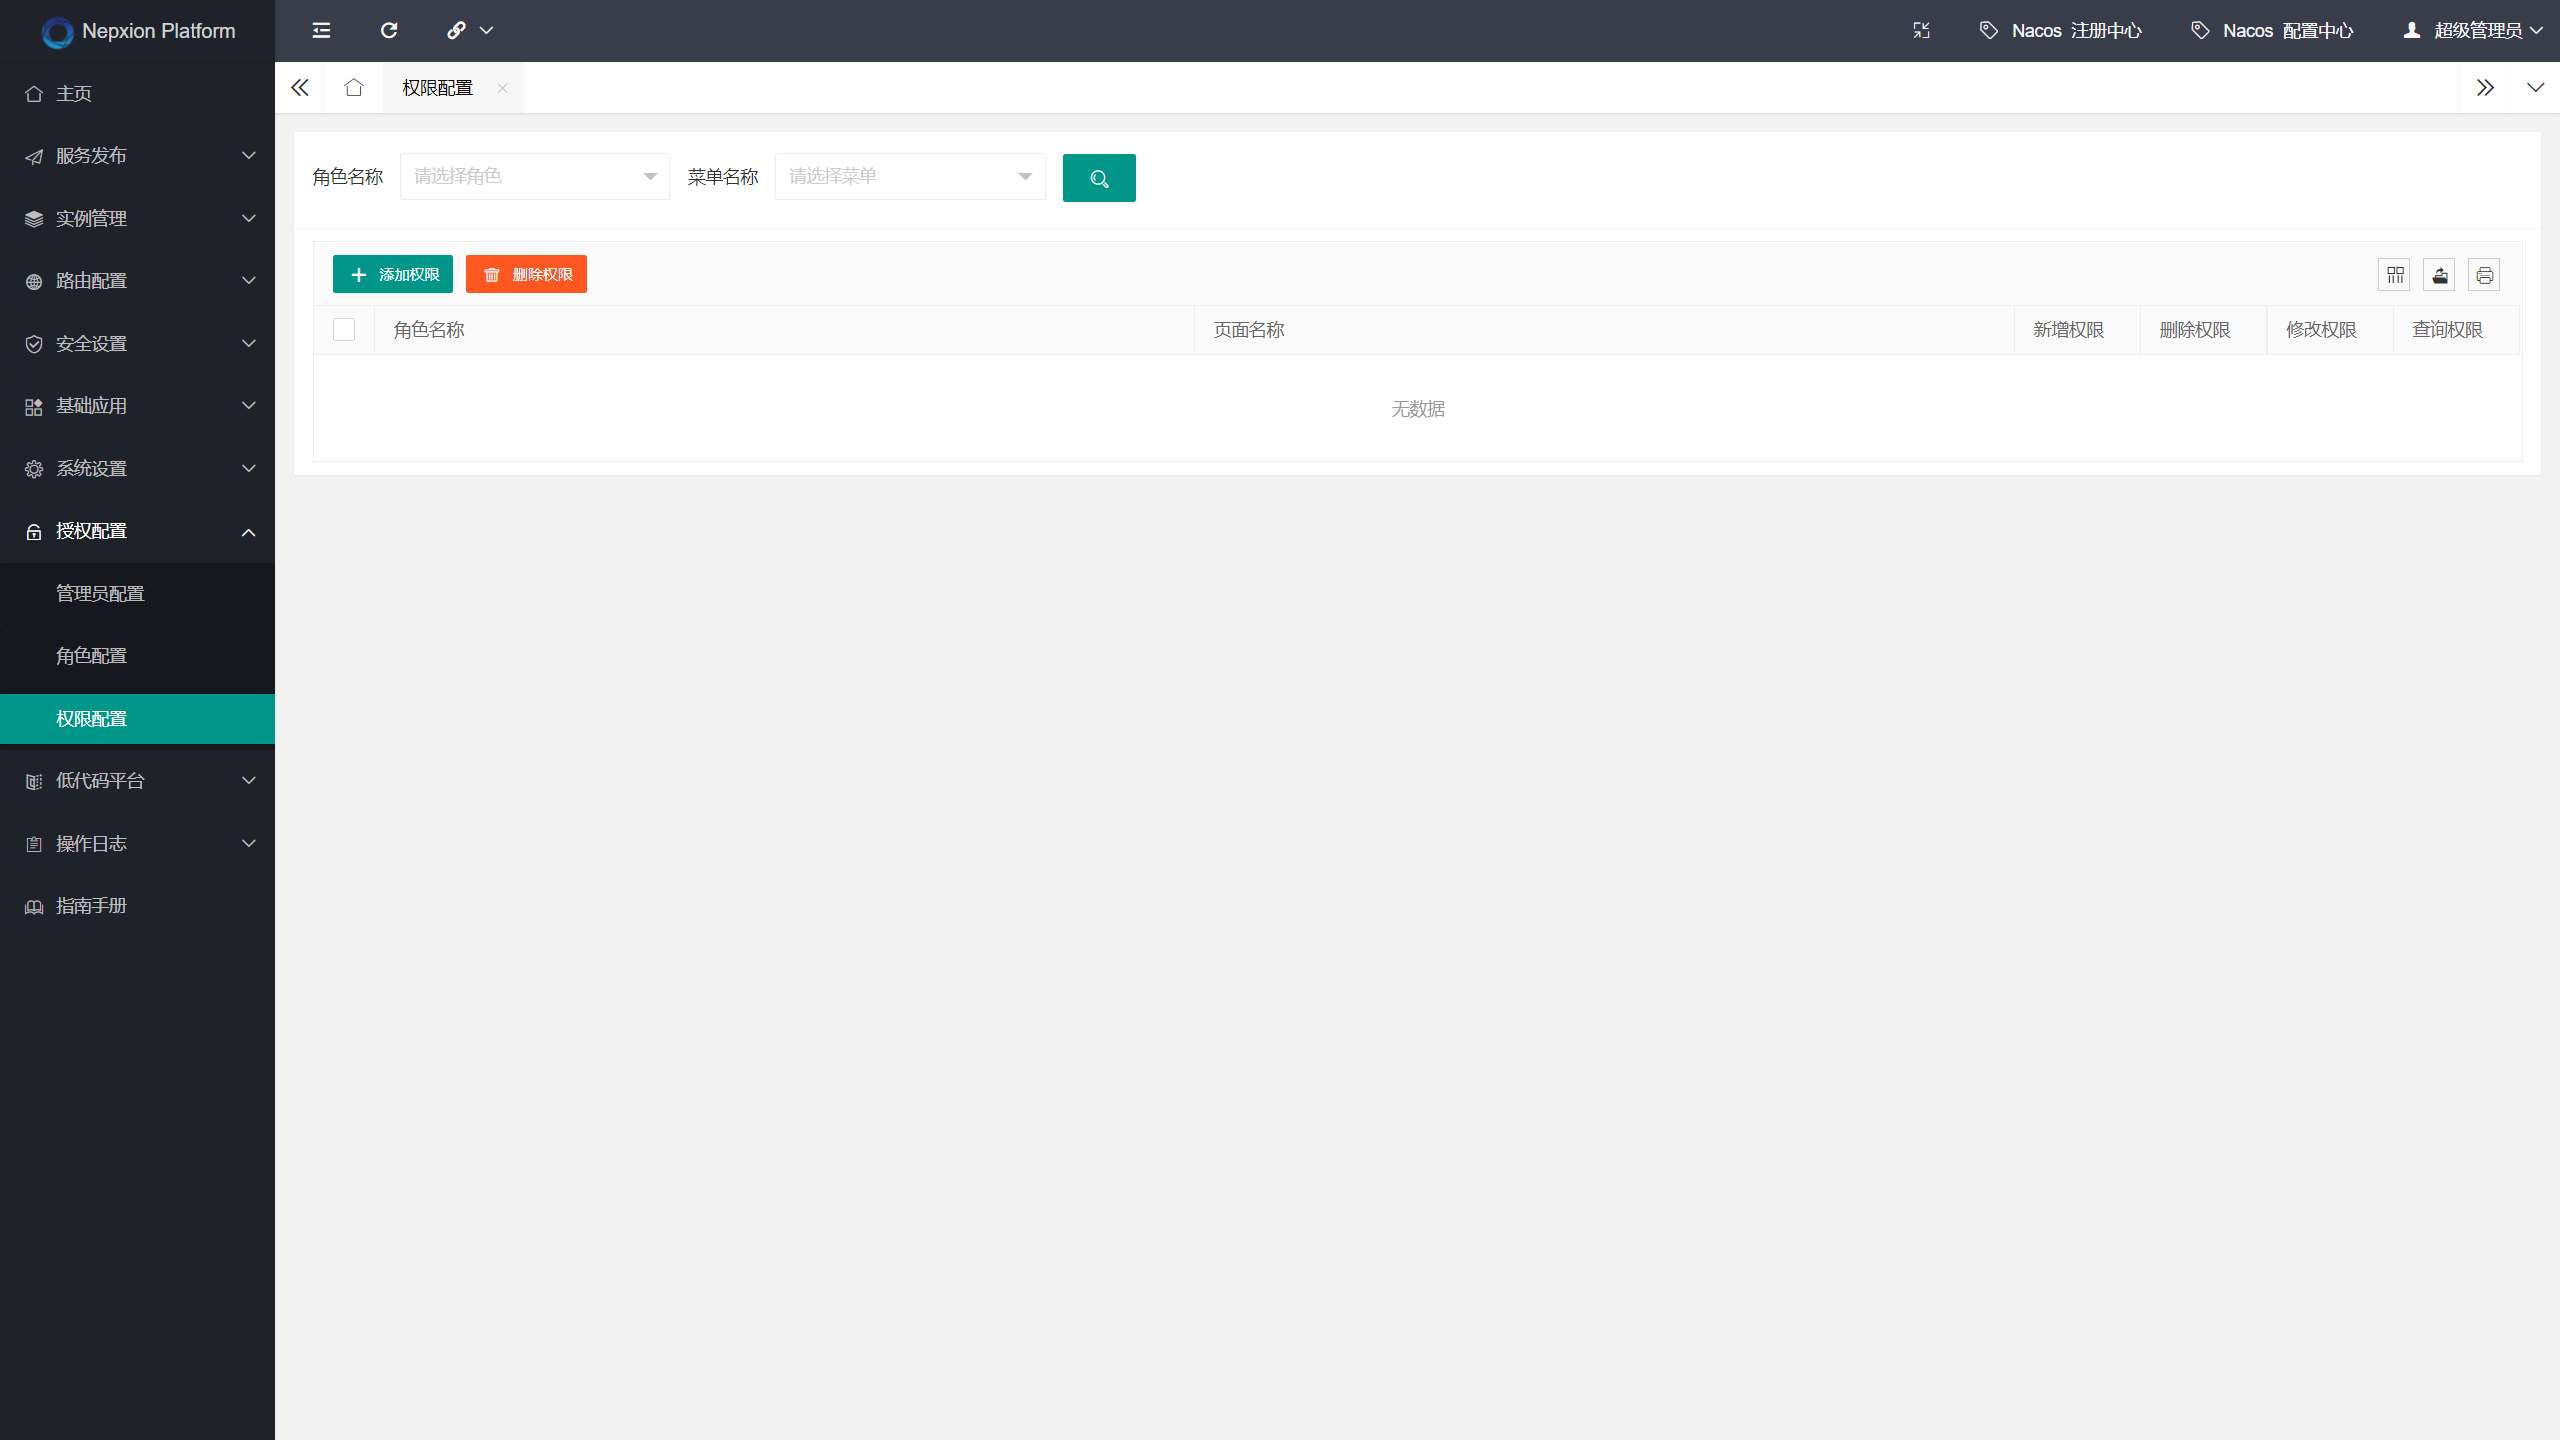 Nepxion Platform
Nacos 注册中心
Nacos 配置中心
超级管理员
主页
服务发布
实例管理
路由配置
安全设置
基础应用
系统设置
授权配置
管理员配置
角色配置
权限配置
低代码平台
操作日志
指南手册
权限配置
角色名称 请选择角色 菜单名称 请选择菜单
添加权限 删除权限
角色名称 页面名称 新增权限 删除权限 修改权限 查询权限
无数据